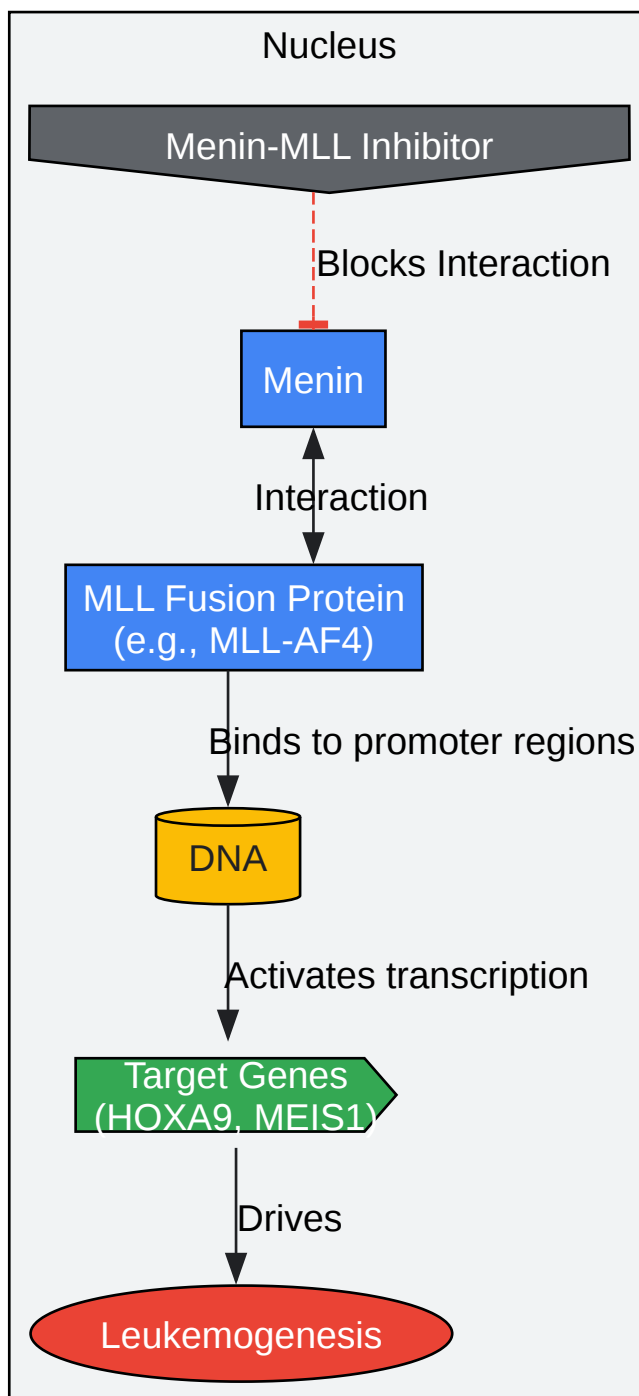 Nucleus
Menin-MLL Inhibitor
Blocks Interaction
Menin
Interaction
MLL Fusion Protein
(e.g., MLL-AF4)
Binds to promoter regions
DNA
Activates transcription
Target Genes
(HOXA9, MEIS1)
Drives
Leukemogenesis